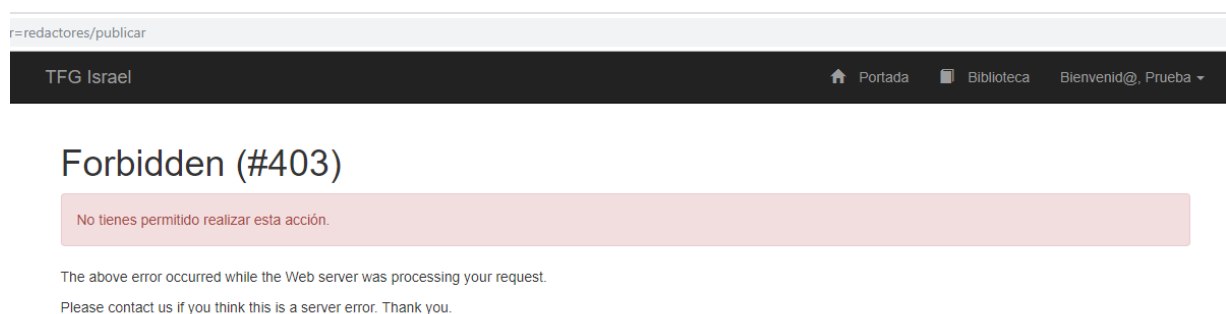 r=redactores/publicar
TFG Israel Portada Biblioteca Bienvenid@, Prueba
Forbidden (#403)
No tienes permitido realizar esta acción.
The above error occurred while the Web server was processing your request.
Please contact us if you think this is a server error. Thank you.